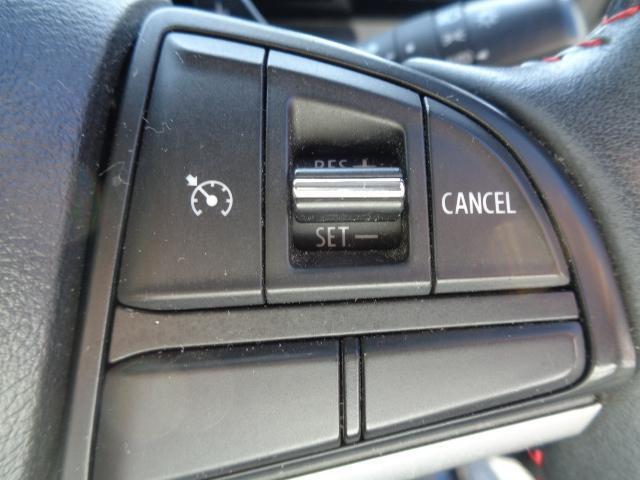 RES +
CANCEL
SET —